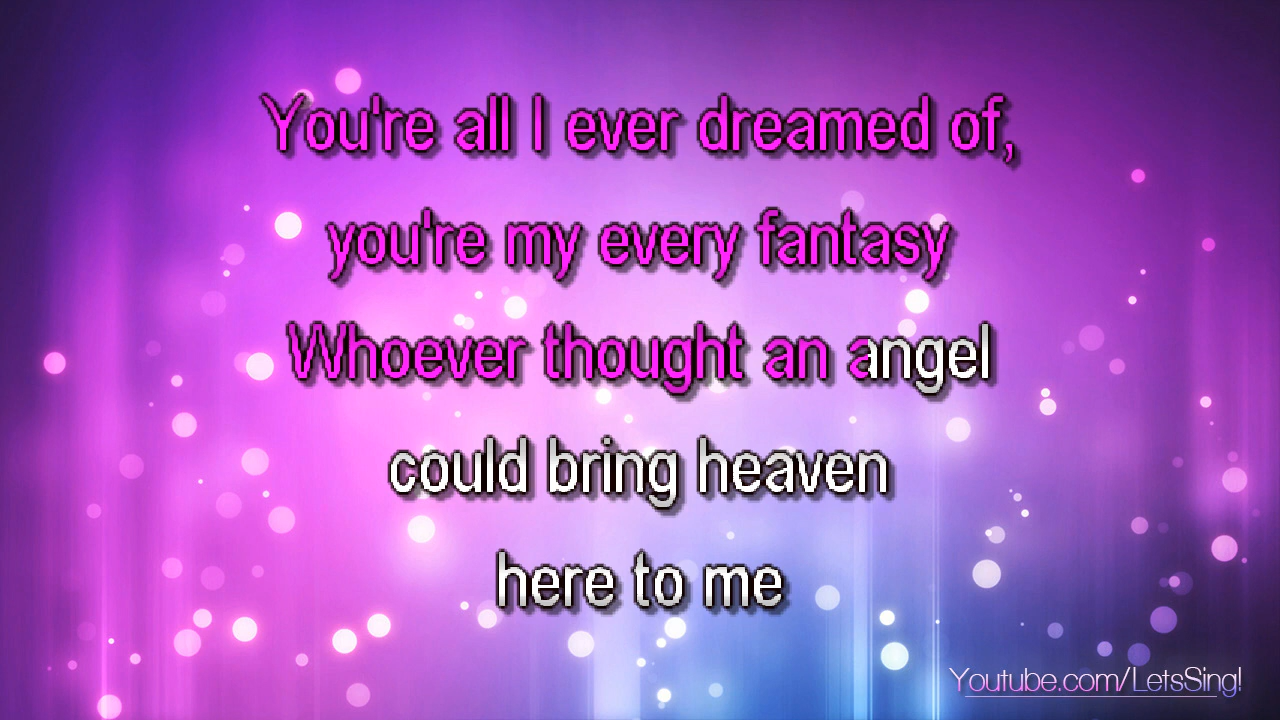 You're all I ever dreamed of,
you're my every fantasy
Whoever thought an angel
could bring heaven
here to me
Youtube.com/LetsSing!